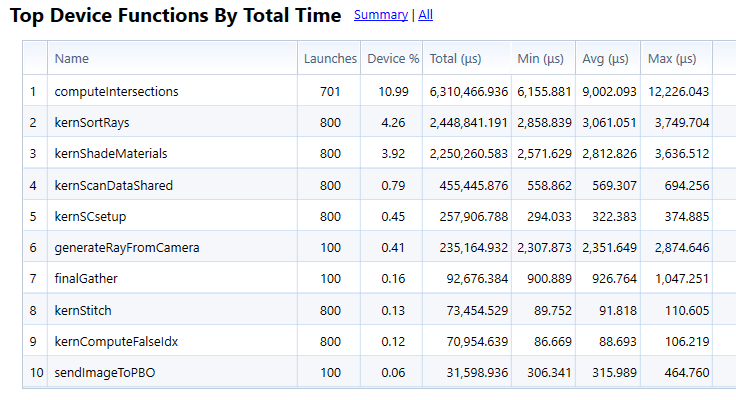 Top Device Functions By Total Time Summary | All
Name Launches Device % Total (µs) Min (µs) Avg (µs) Max (µs)
1 computeIntersections 701 10.99 6,310,466.936 6,155.881 9,002.093 12,226.043
2 kernSortRays 800 4.26 2,448,841.191 2,858.839 3,061.051 3,749.704
3 kernShadeMaterials 800 3.92 2,250,260.583 2,571.629 2,812.826 3,636.512
4 kernScanDataShared 800 0.79 455,445.876 558.862 569.307 694.256
5 kernSCsetup 800 0.45 257,906.788 294.033 322.383 374.885
6 generateRayFromCamera 100 0.41 235,164.932 2,307.873 2,351.649 2,874.646
7 finalGather 100 0.16 92,676.384 900.889 926.764 1,047.251
8 kernStitch 800 0.13 73,454.529 89.752 91.818 110.605
9 kernComputeFalseIdx 800 0.12 70,954.639 86.669 88.693 106.219
10 sendImageToPBO 100 0.06 31,598.936 306.341 315.989 464.760